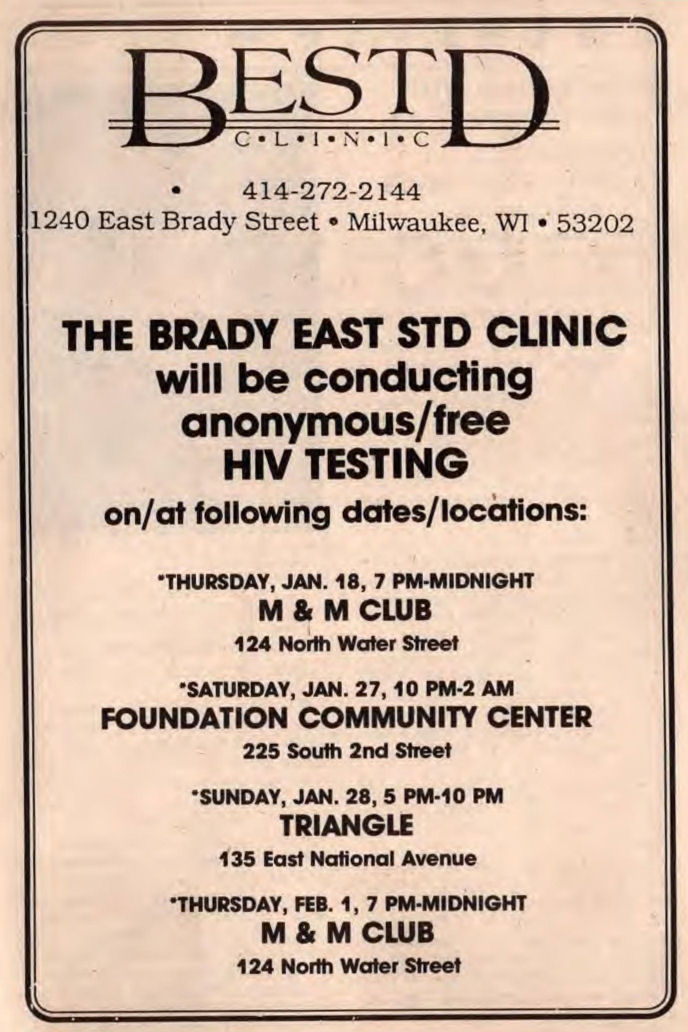 BESTD
C•L•I•N•I•C
• 414-272-2144
1240 East Brady Street • Milwaukee, WI • 53202
THE BRADY EAST STD CLINIC
will be conducting
anonymous/free
HIV TESTING
on/at following dates/locations:
*THURSDAY, JAN. 18, 7 PM-MIDNIGHT
M & M CLUB
124 North Water Street
*SATURDAY, JAN. 27, 10 PM-2 AM
FOUNDATION COMMUNITY CENTER
225 South 2nd Street
*SUNDAY, JAN. 28, 5 PM-10 PM
TRIANGLE
135 East National Avenue
*THURSDAY, FEB. 1, 7 PM-MIDNIGHT
M & M CLUB
124 North Water Street